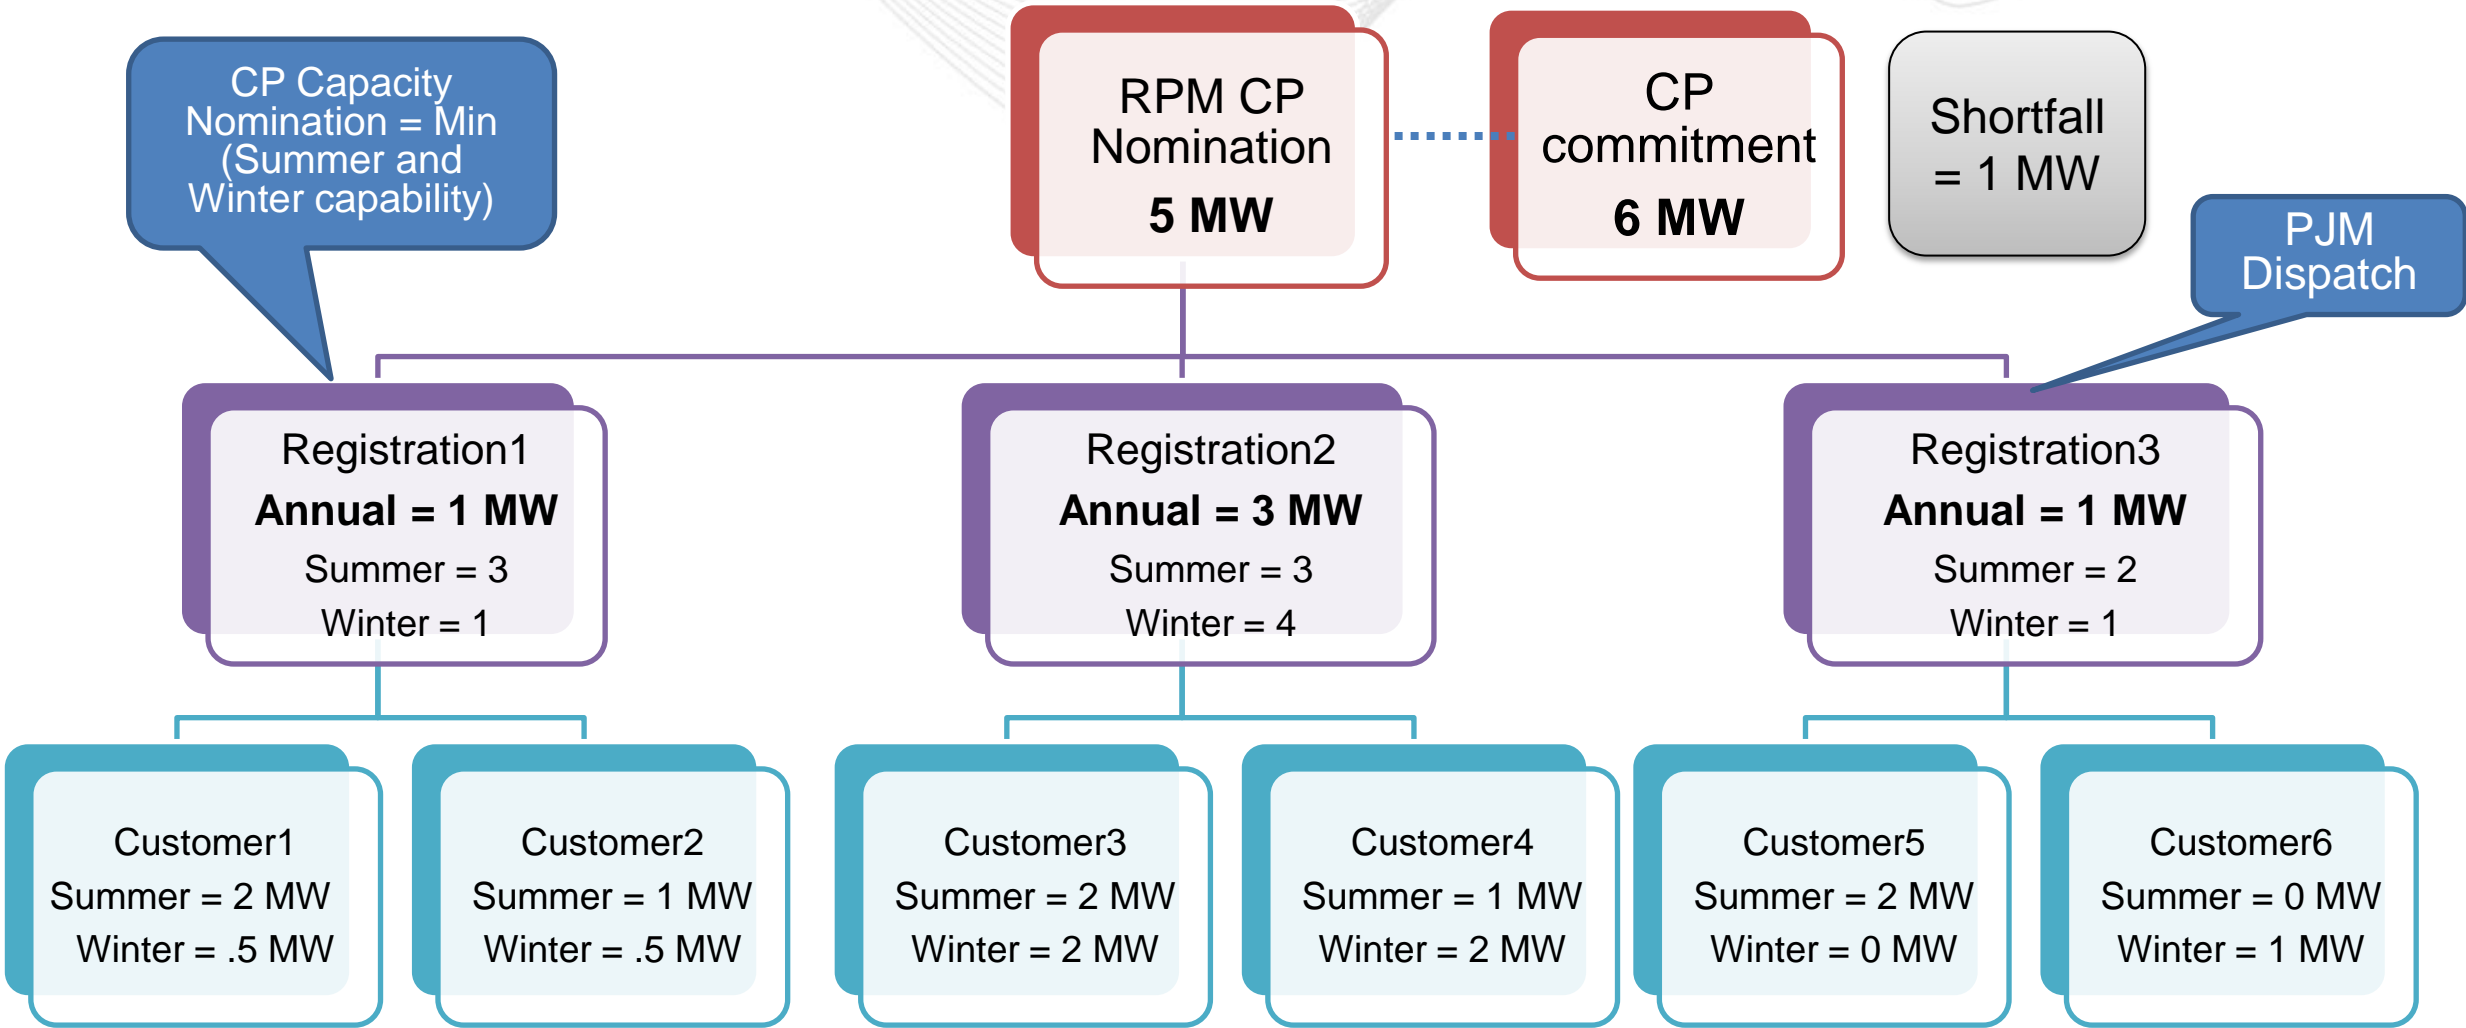 CP Capacity
Nomination = Min
(Summer and
Winter capability)
RPM CP
Nomination
5 MW
CP
commitment
6 MW
Shortfall
= 1 MW
PJM
Dispatch
Registration1
Annual = 1 MW
Summer = 3
Winter = 1
Registration2
Annual = 3 MW
Summer = 3
Winter = 4
Registration3
Annual = 1 MW
Summer = 2
Winter = 1
Customer1
Summer = 2 MW
Winter = .5 MW
Customer2
Summer = 1 MW
Winter = .5 MW
Customer3
Summer = 2 MW
Winter = 2 MW
Customer4
Summer = 1 MW
Winter = 2 MW
Customer5
Summer = 2 MW
Winter = 0 MW
Customer6
Summer = 0 MW
Winter = 1 MW